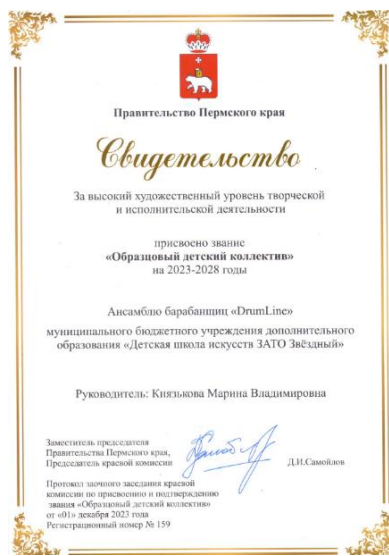 Правительство Пермского края
Свидетельство
За высокий художественный уровень творческой
и исполнительской деятельности
присвоено звание
«Образцовый детский коллектив»
на 2023-2028 годы
Ансамблю барабанщиц «DrumLine»
муниципального бюджетного учреждения дополнительного
образования «Детская школа искусств ЗАТО Звёздный»
Руководитель: Князькова Марина Владимировна
Заместитель председателя
Правительства Пермского края,
Председатель краевой комиссии
Д.И.Самойлов
Протокол заочного заседания краевой
комиссии по присвоению и подтверждению
звания «Образцовый детский коллектив»
от «01» декабря 2023 года
Регистрационный номер № 159